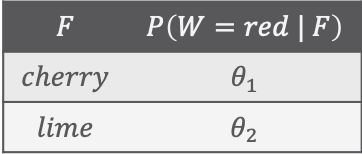 F P(W = red | F)
cherry θ₁
lime θ₂